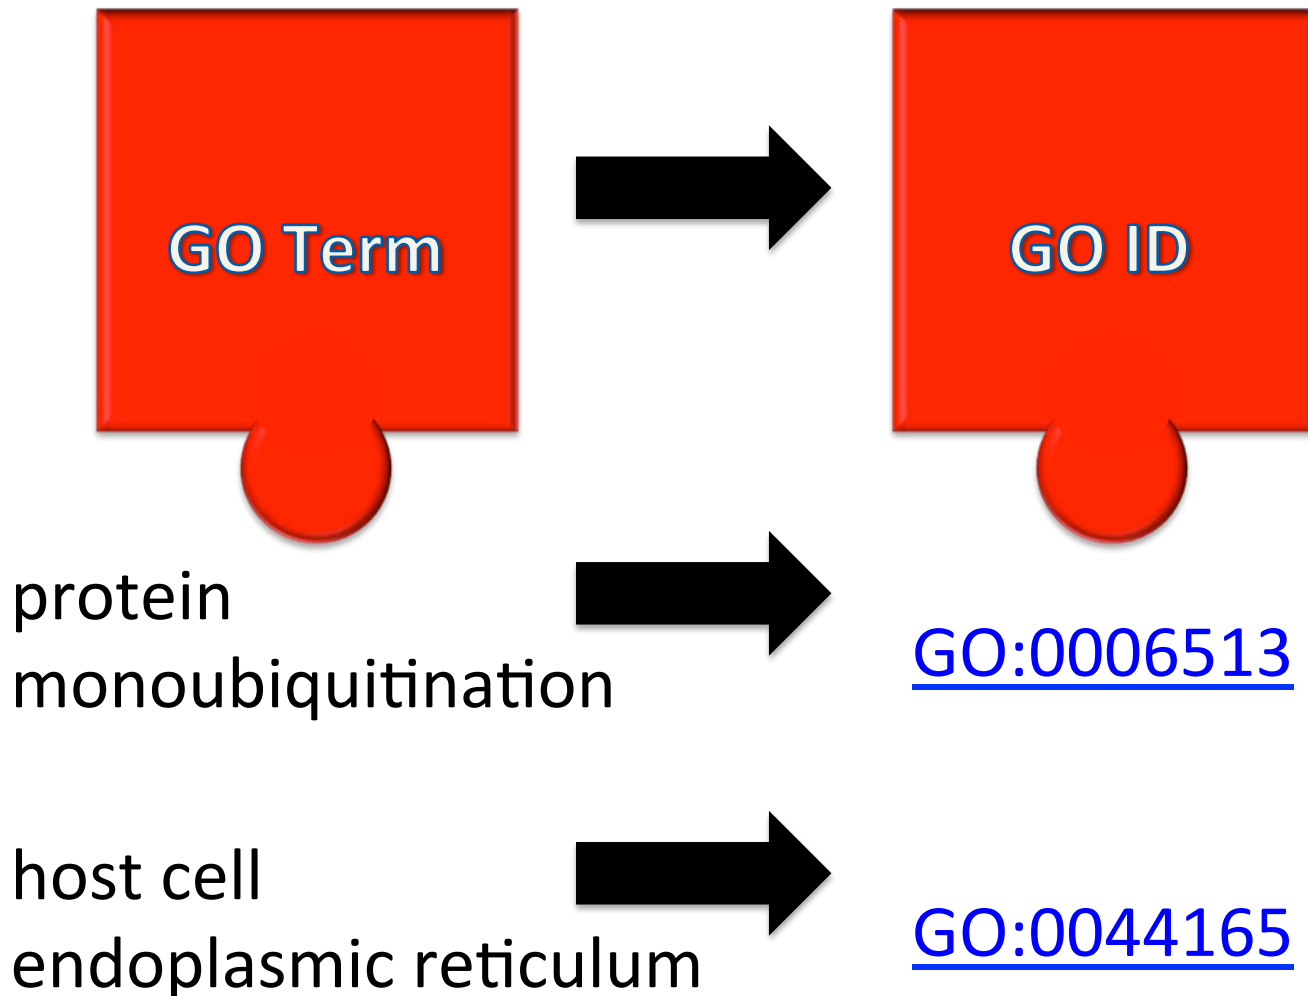 GO Term
GO ID
protein
monoubiquitination
GO:0006513
host cell
endoplasmic reticulum
GO:0044165